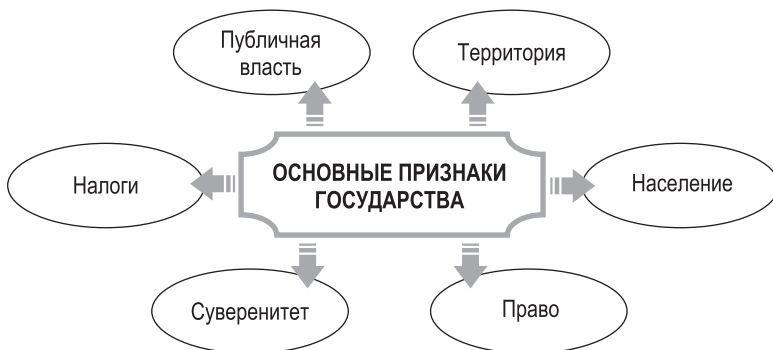 Публичная
власть
Территория
Налоги
ОСНОВНЫЕ ПРИЗНАКИ
ГОСУДАРСТВА
Население
Суверенитет
Право